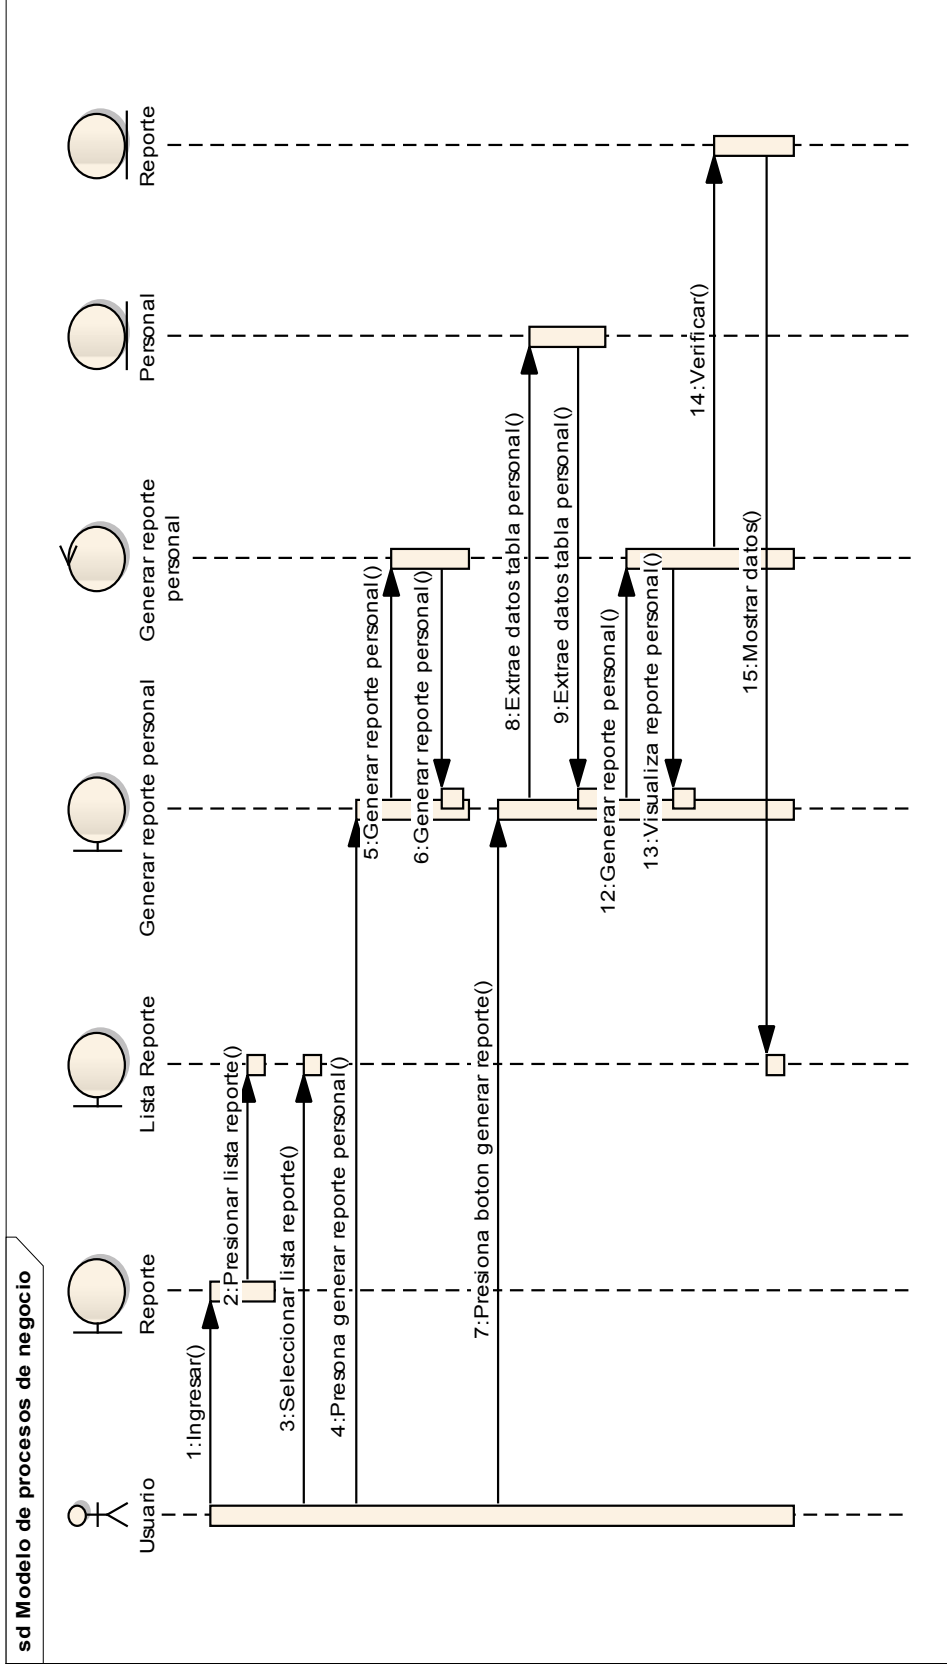 sd Modelo de procesos de negocio
Usuario
Reporte
Lista Reporte
Generar reporte personal
Generar reporte
personal
Personal
Reporte
1:Ingresar()
2:Presionar lista reporte()
3:Seleccionar lista reporte()
4:Presona generar reporte personal()
5:Generar reporte personal()
6:Generar reporte personal()
7:Presiona boton generar reporte()
8:Extrae datos tabla personal()
9:Extrae datos tabla personal()
12:Generar reporte personal()
13:Visualiza reporte personal()
14:Verificar()
15:Mostrar datos()